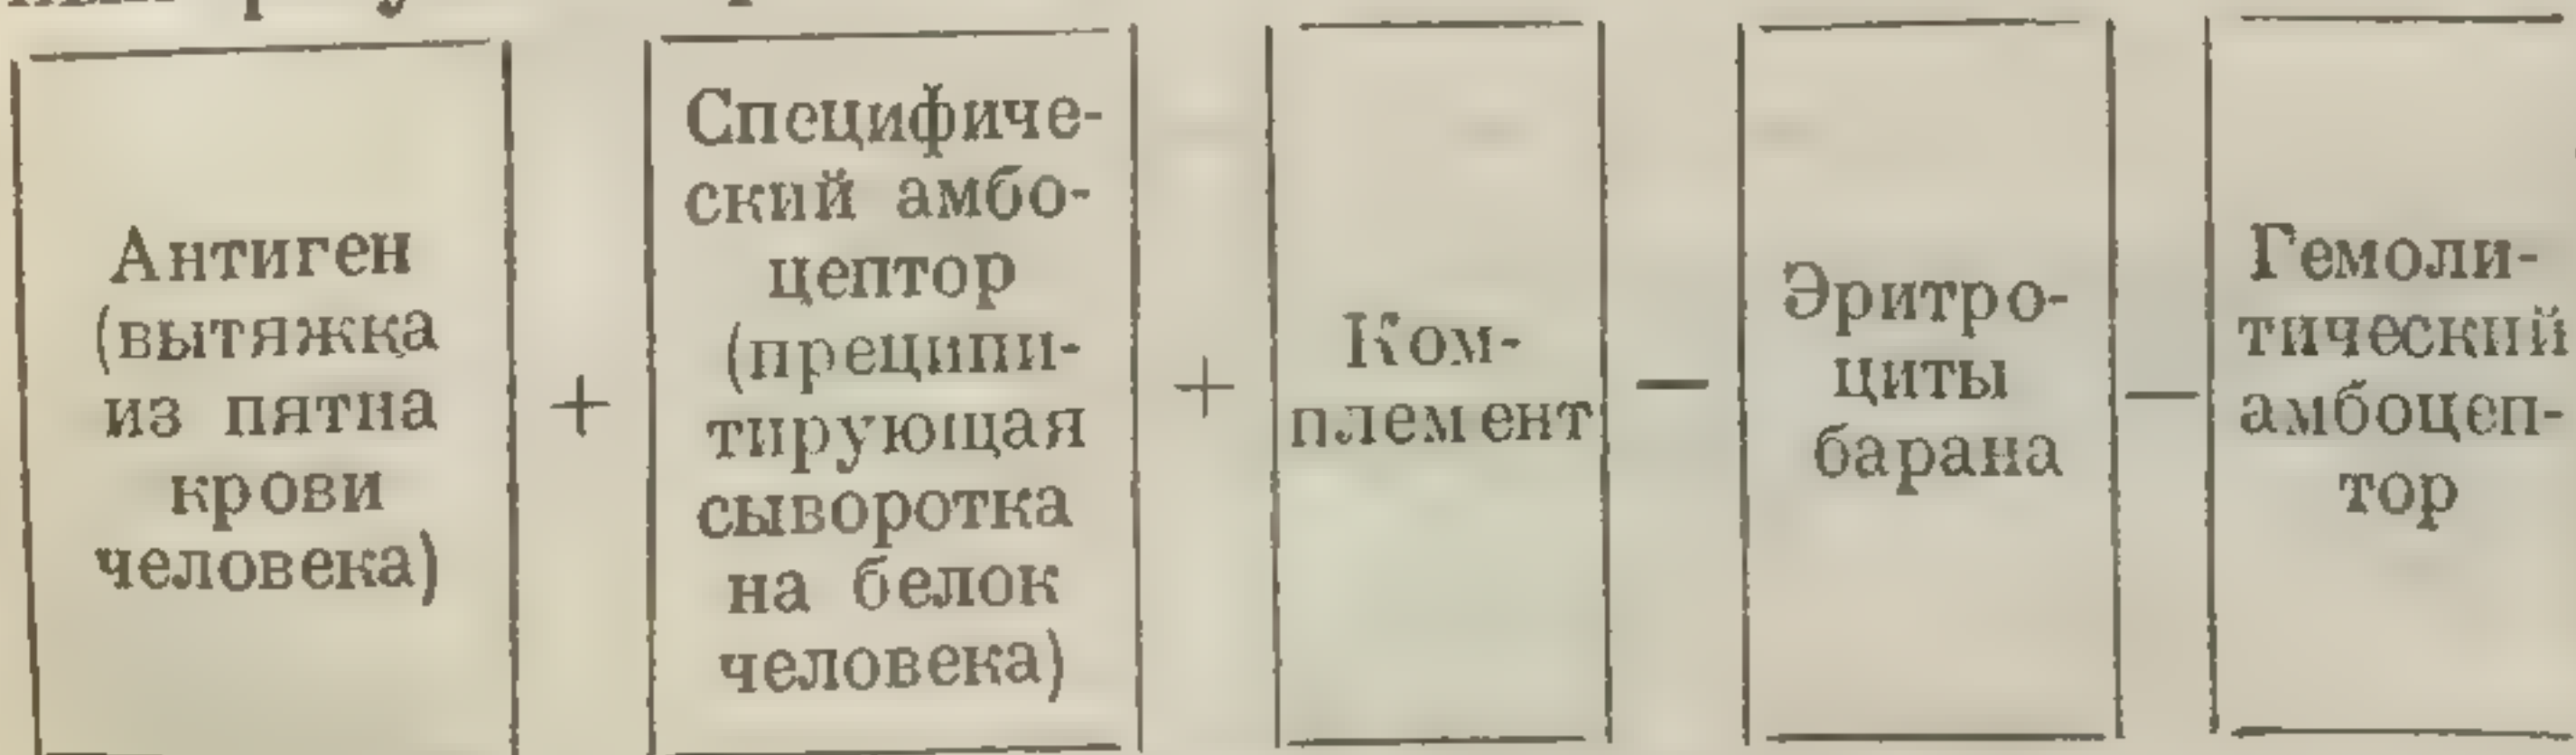 Антиген
(вытяжка
из пятна
крови
человека)
+
Специфиче-
ский амбо-
цептор
(преципи-
тирующая
сыворотка
на белок
человека)
+
Ком-
племент
—
Эритро-
циты
барана
—
Гемоли-
тический
амбоцеп-
тор